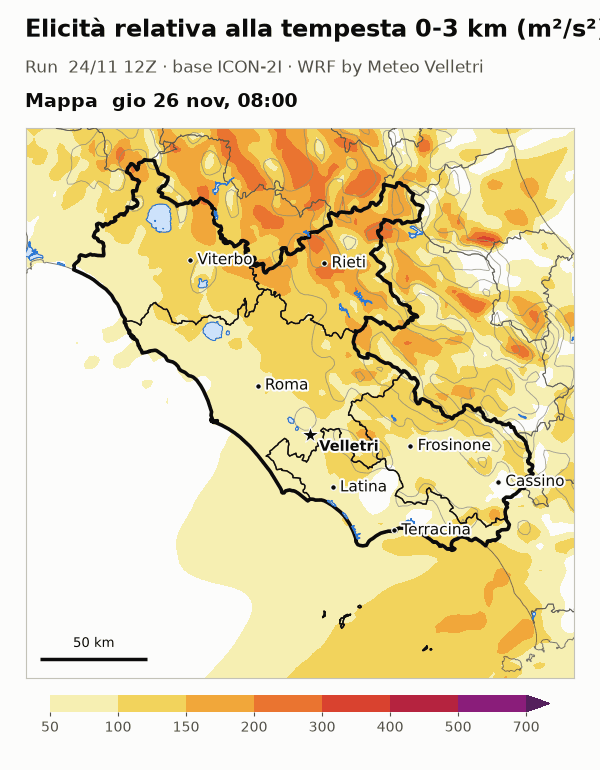 Elicità relativa alla tempesta 0-3 km (m²/s²)
Run 24/11 12Z · base ICON-2I · WRF by Meteo Velletri
Mappa gio 26 nov, 08:00
Viterbo
Rieti
Roma
Velletri
Frosinone
Latina
Cassino
Terracina
50 km
50 100 150 200 300 400 500 700